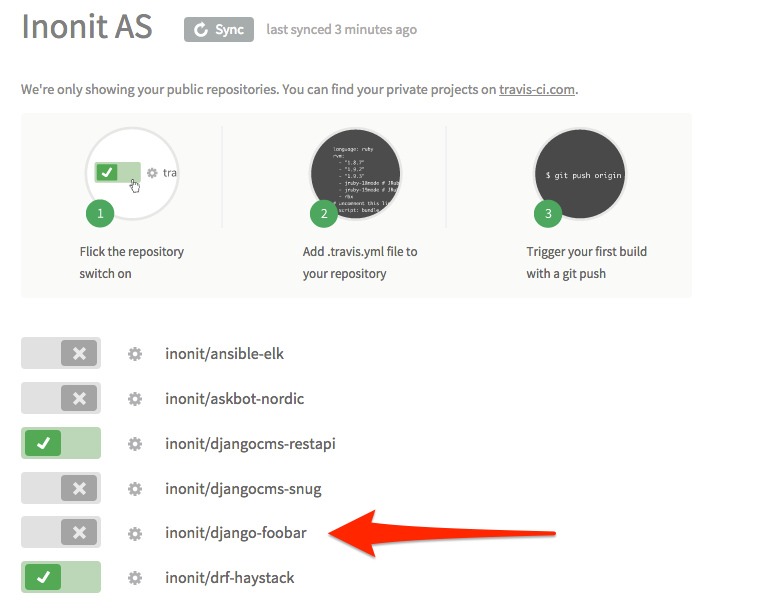 Inonit AS
Sync
last synced 3 minutes ago
We're only showing your public repositories. You can find your private projects on travis-ci.com.
tra
1
Flick the repository
switch on
language: ruby
rvm:
- "1.8.7"
- "1.9.2"
- "1.9.3"
- jruby-18mode # JRu
- jruby-19mode # JRu
- rbx
# uncomment this li
script: bundle
2
Add .travis.yml file to
your repository
$ git push origin
3
Trigger your first build
with a git push
inonit/ansible-elk
inonit/askbot-nordic
inonit/djangocms-restapi
inonit/djangocms-snug
inonit/django-foobar
inonit/drf-haystack